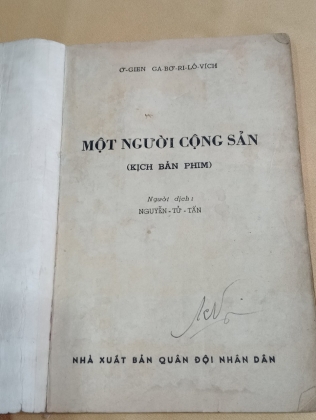 Ơ-GIEN GA-BƠ-RI-LÔ-VÍCH
MỘT NGƯỜI CỘNG SẢN
(KỊCH BẢN PHIM)
Người dịch:
NGUYỄN - TỬ - TẤN
NHÀ XUẤT BẢN QUÂN ĐỘI NHÂN DÂN